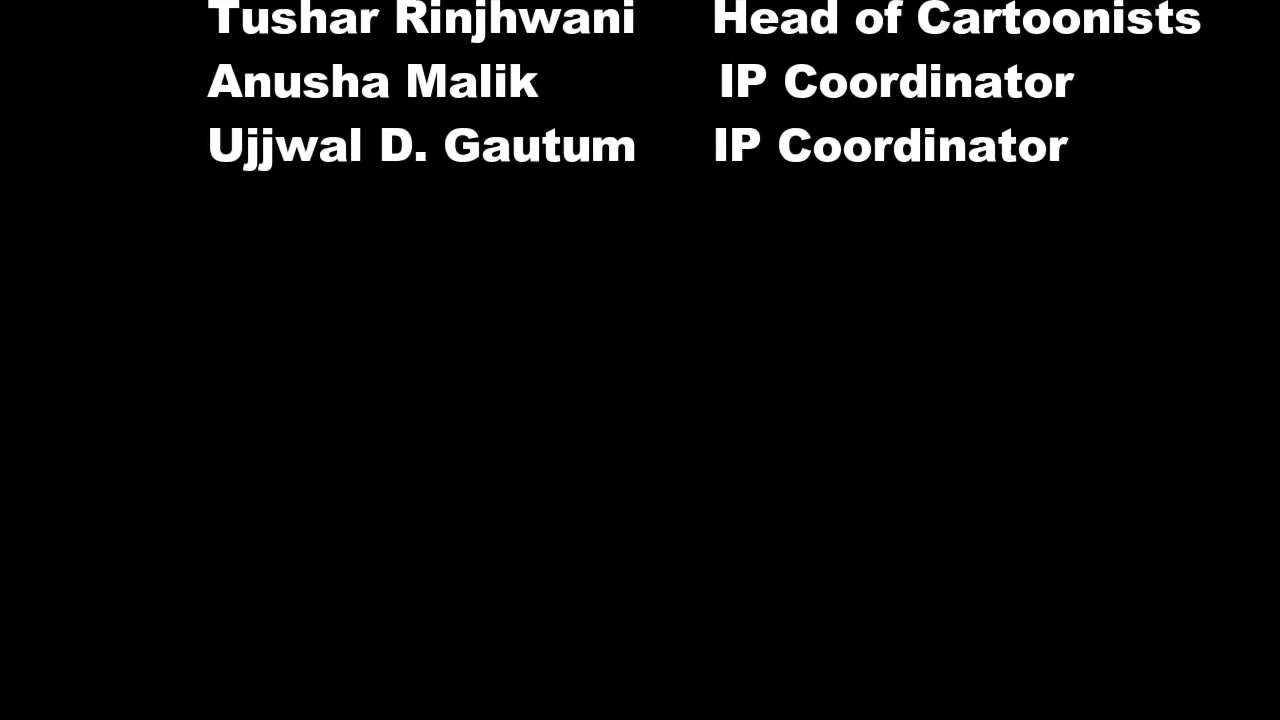 Tushar Rinjhwani Head of Cartoonists
Anusha Malik IP Coordinator
Ujjwal D. Gautum IP Coordinator